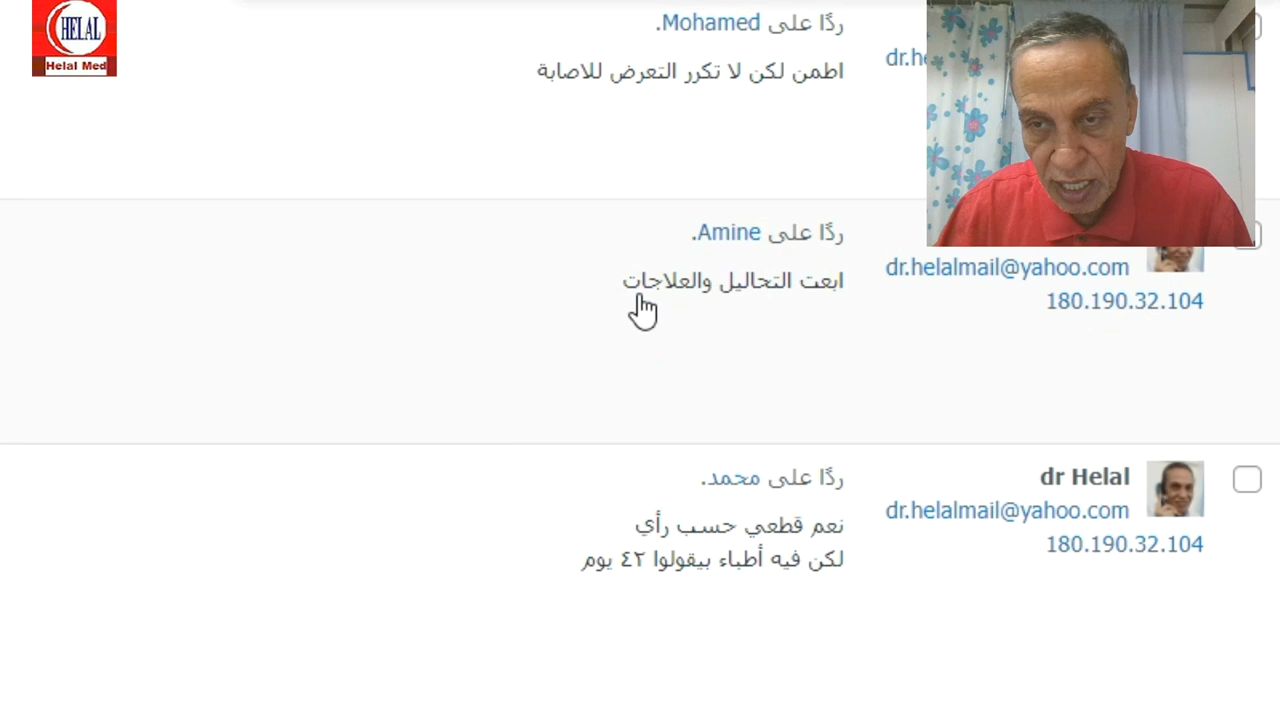 HELAL
Helal Med
ردًا على Mohamed.
اطمن لكن لا تكرر التعرض للاصابة
dr.he
ردًا على Amine.
ابعت التحاليل والعلاجات
dr.helalmail@yahoo.com
180.190.32.104
dr Helal
dr.helalmail@yahoo.com
180.190.32.104
ردًا على محمد.
نعم قطعي حسب رأي
لكن فيه أطباء بيقولوا ٤٢ يوم